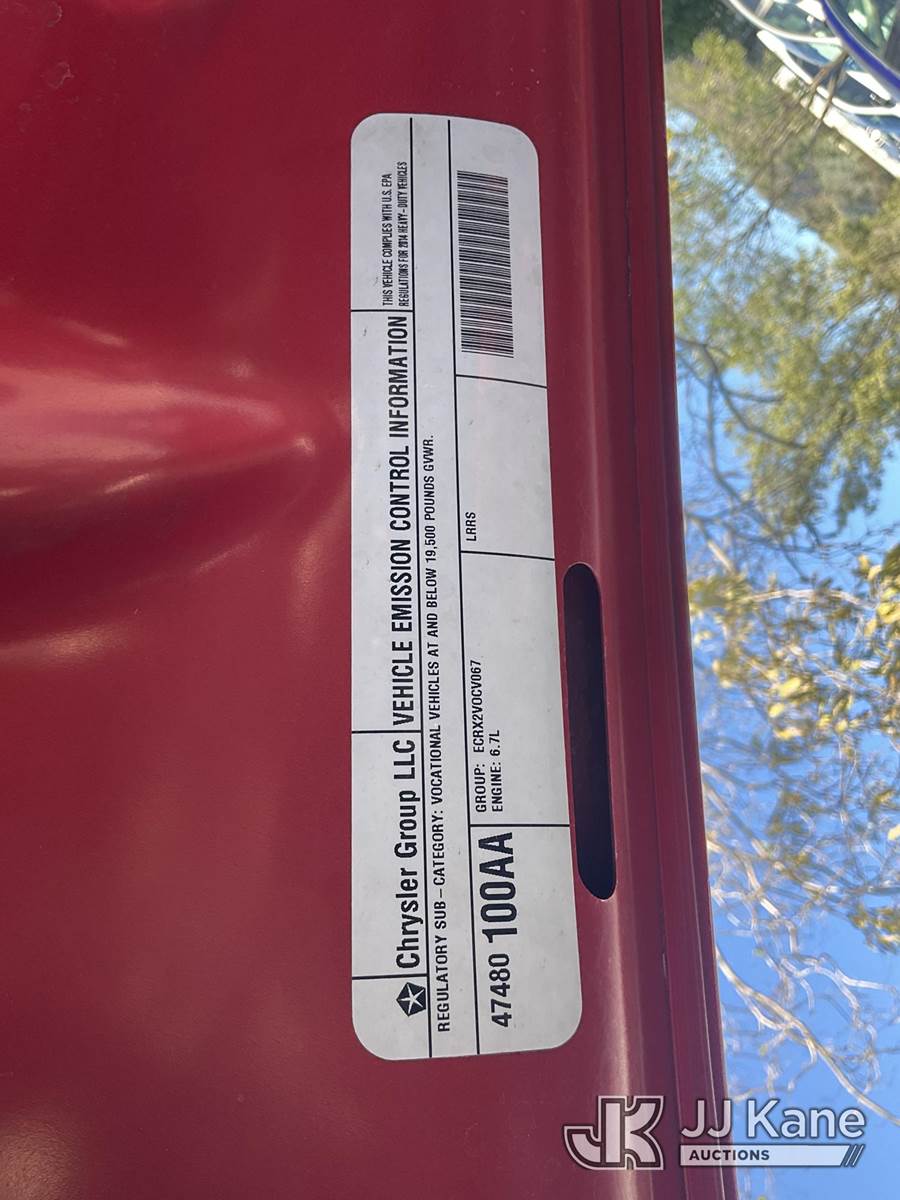 Chrysler Group LLC
VEHICLE EMISSION CONTROL INFORMATION
THIS VEHICLE COMPLIES WITH U.S. EPA
REGULATIONS FOR 2014 HEAVY-DUTY VEHICLES
REGULATORY SUB-CATEGORY: VOCATIONAL VEHICLES AT AND BELOW 19,500 POUNDS GVWR.
47480 100AA
GROUP: ECRX2VOCV067
ENGINE: 6.7L
LRRS
JK JJ Kane
AUCTIONS